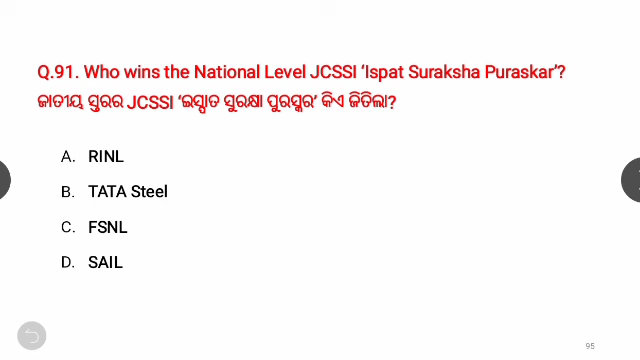 Q.91. Who wins the National Level JCSSI ‘Ispat Suraksha Puraskar’?
ଜାତୀୟ ସ୍ତରର JCSSI ‘ଇସ୍ପାତ ସୁରକ୍ଷା ପୁରସ୍କାର’ କିଏ ଜିତିଲା?
A. RINL
B. TATA Steel
C. FSNL
D. SAIL
95